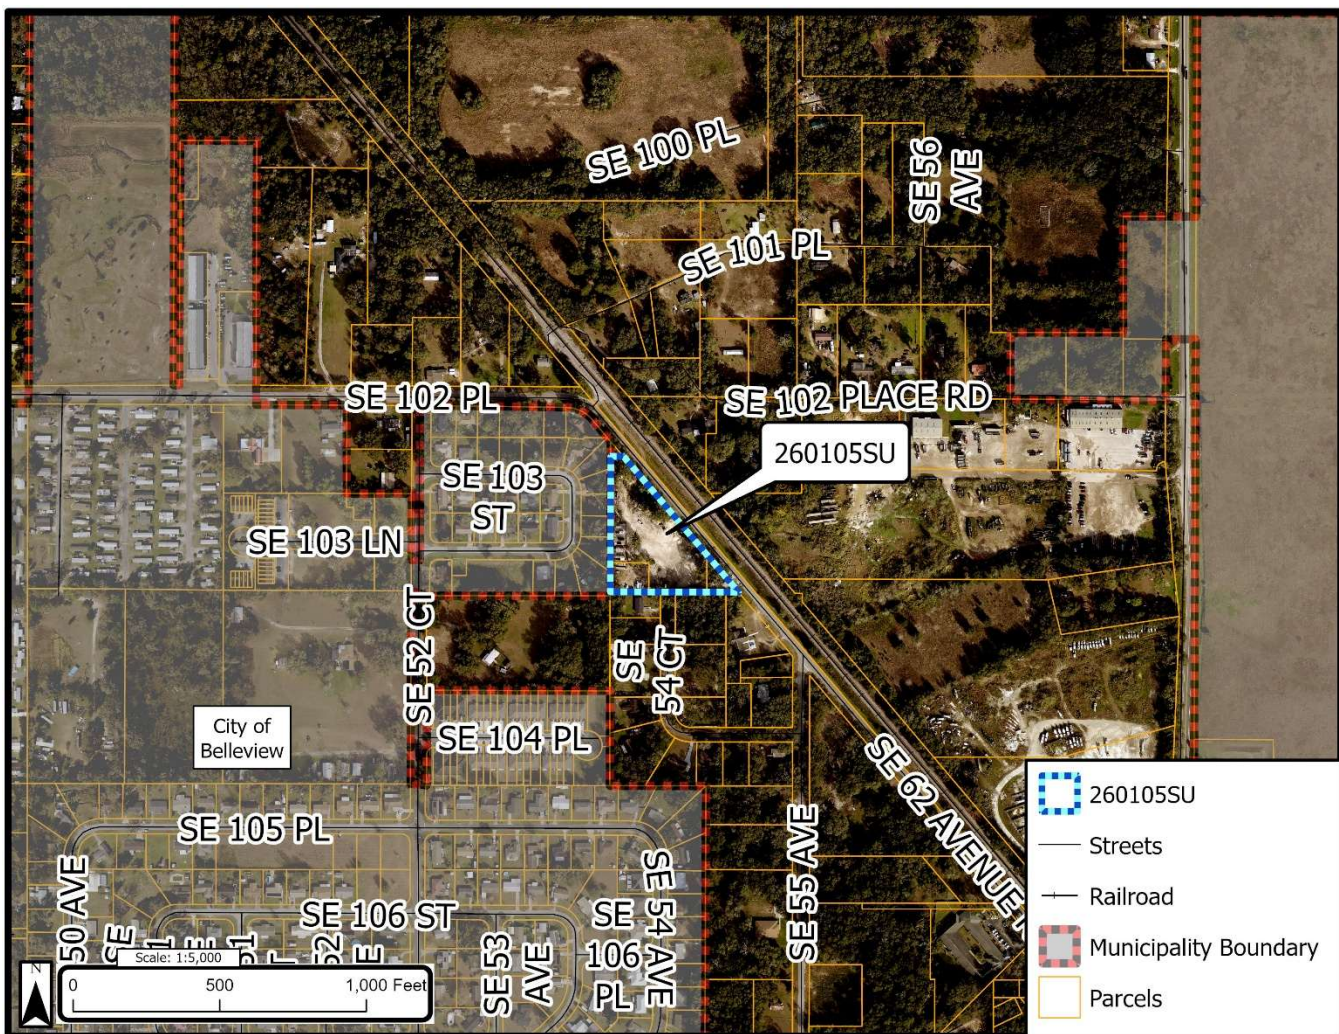 SE 100 PL
SE 56
AVE
SE 101 PL
SE 102 PL
SE 102 PLACE RD
260105SU
SE 103
ST
SE 103 LN
SE 52 CT
SE
54 CT
City of
Belleview
SE 104 PL
SE 62 AVENUE
SE 105 PL
50 AVE
SE 54 AVE
SE 55 AVE
SE 106 ST
SE
106
PL
SE 53
AVE
SE
Scale: 1:5,000
N
0 500 1,000 Feet
260105SU
Streets
Railroad
Municipality Boundary
Parcels